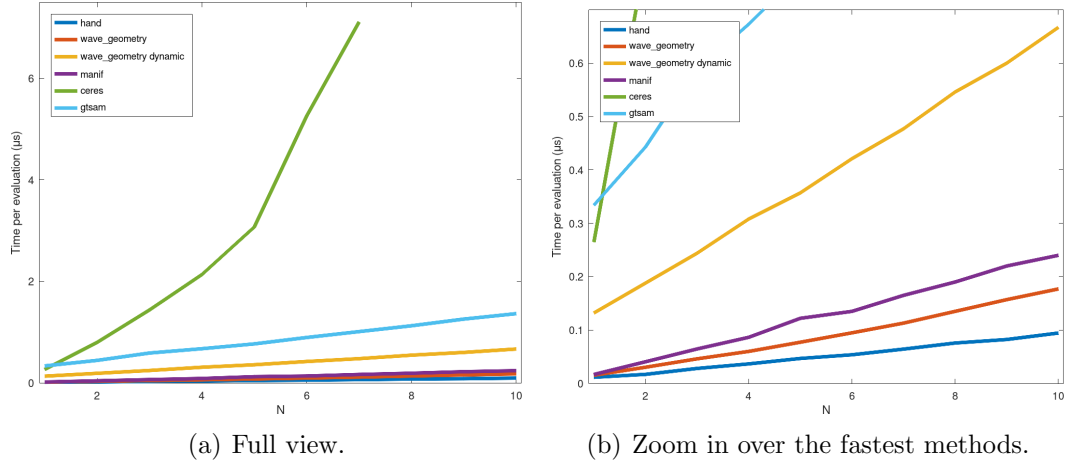 hand
wave_geometry
wave_geometry dynamic
manif
ceres
gtsam
Time per evaluation (µs)
6
4
2
0
2
4
6
8
10
N
(a) Full view.
hand
wave_geometry
wave_geometry dynamic
manif
ceres
gtsam
Time per evaluation (µs)
0.6
0.5
0.4
0.3
0.2
0.1
0
2
4
6
8
10
N
(b) Zoom in over the fastest methods.